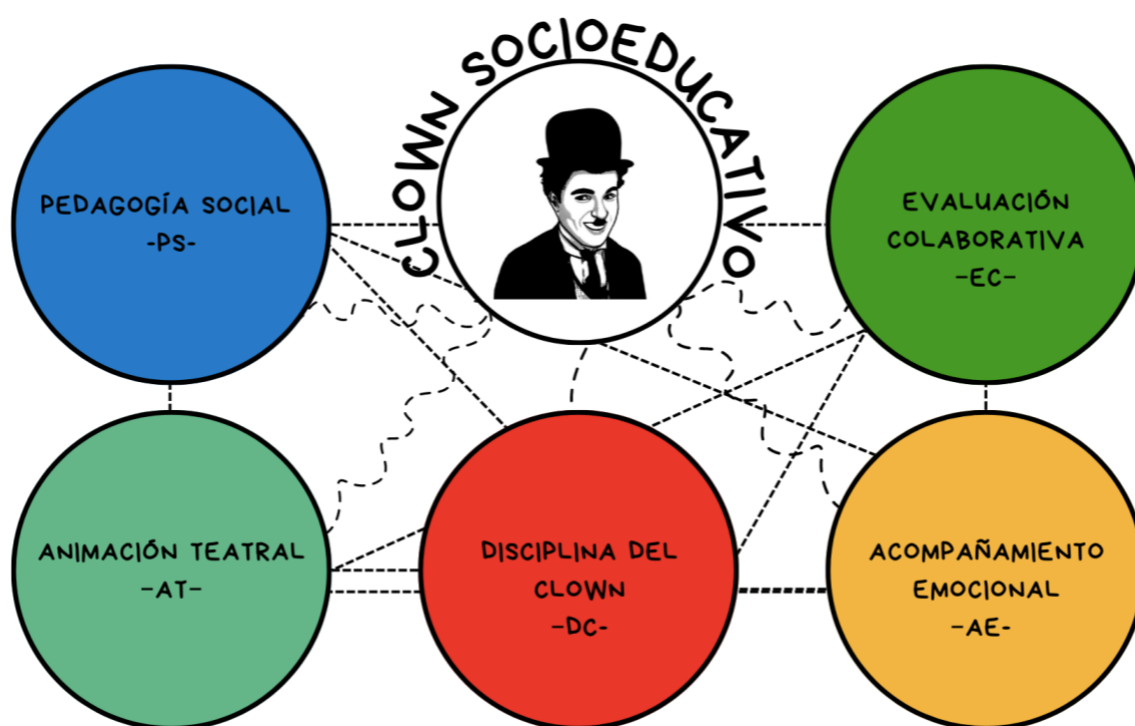 CLOWN SOCIOEDUCATIVO
PEDAGOGÍA SOCIAL
-PS-
EVALUACIÓN
COLABORATIVA
-EC-
ANIMACIÓN TEATRAL
-AT-
DISCIPLINA DEL
CLOWN
-DC-
ACOMPAÑAMIENTO
EMOCIONAL
-AE-